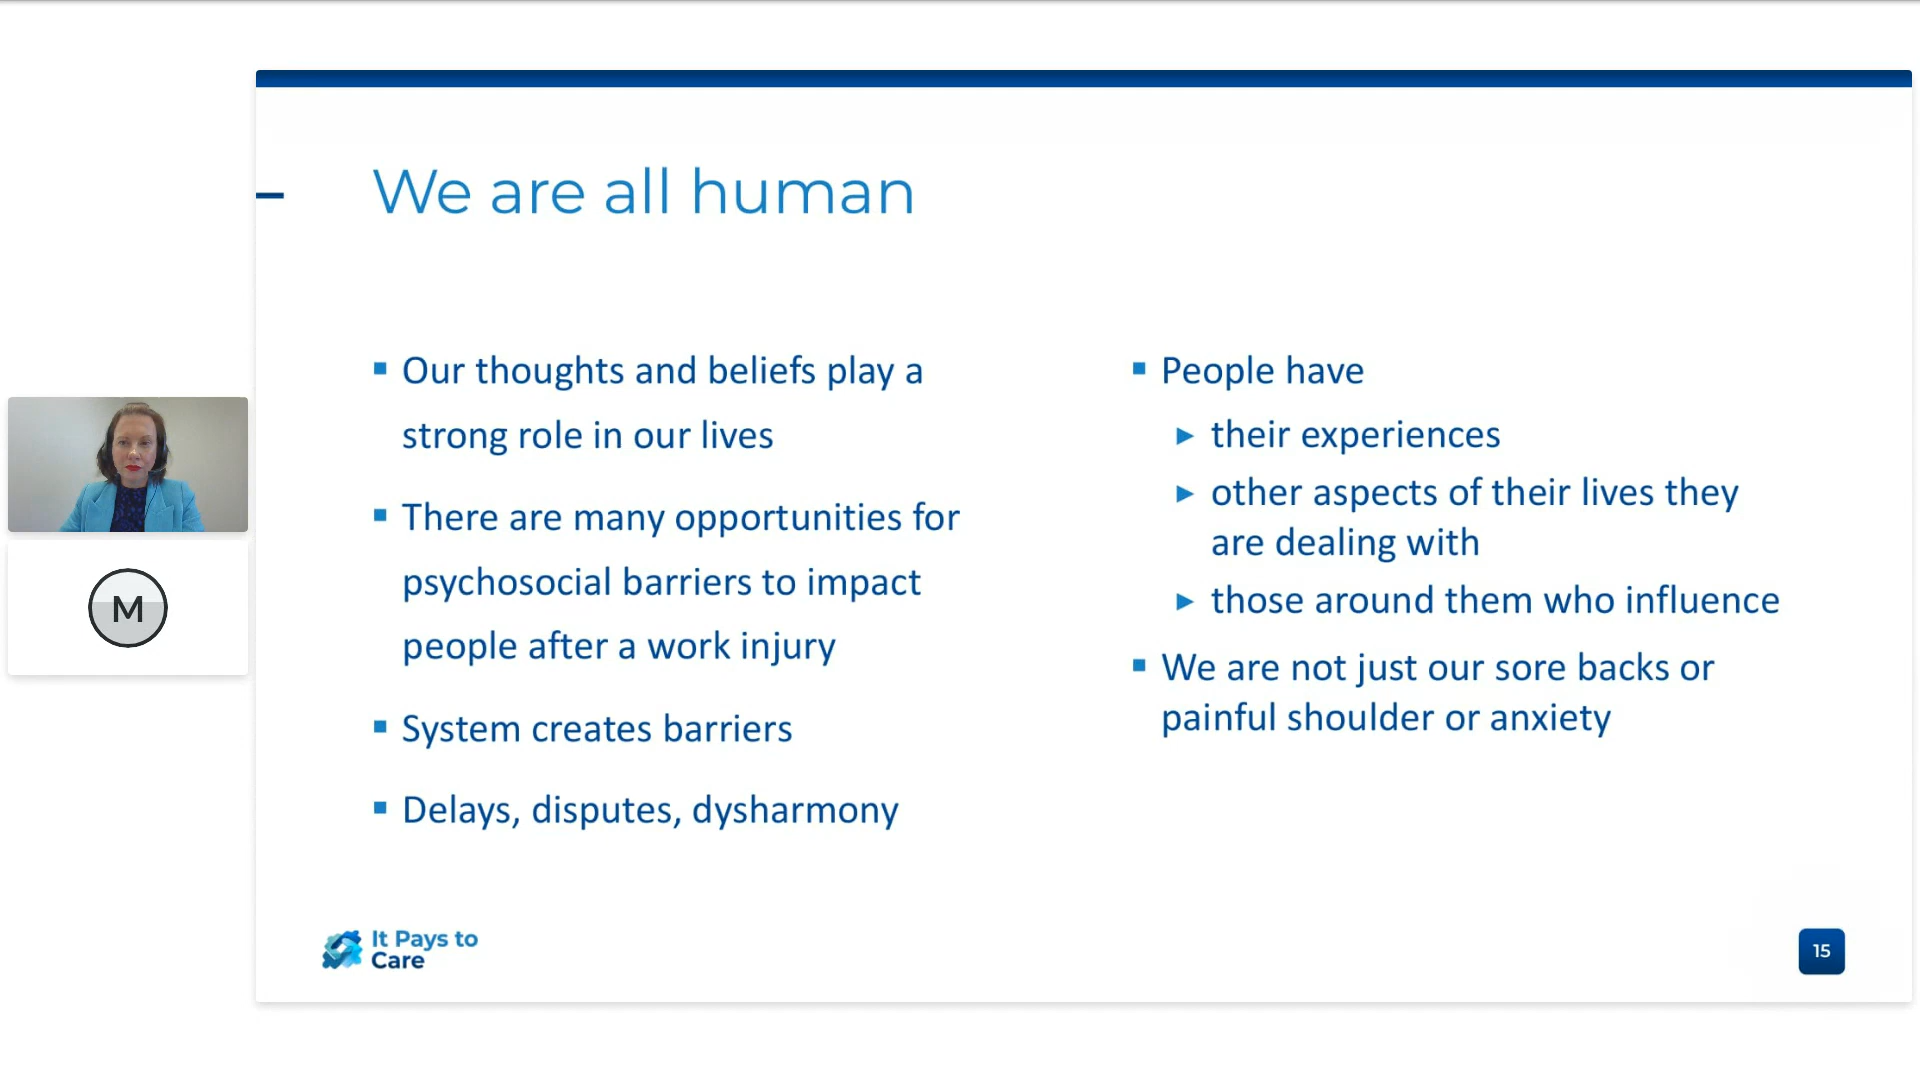 We are all human
Our thoughts and beliefs play a
strong role in our lives
There are many opportunities for
psychosocial barriers to impact
people after a work injury
System creates barriers
Delays, disputes, dysharmony
People have
their experiences
other aspects of their lives they
are dealing with
those around them who influence
We are not just our sore backs or
painful shoulder or anxiety
M
It Pays to
Care
15